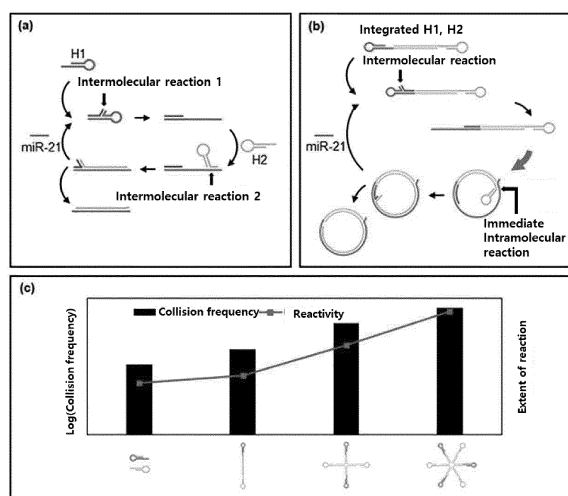 (a)
H1
Intermolecular reaction 1
miR-21
H2
Intermolecular reaction 2
(b)
Integrated H1, H2
Intermolecular reaction
miR-21
Immediate
Intramolecular
reaction
(c)
Collision frequency
Reactivity
Log(Collision frequency)
Extent of reaction